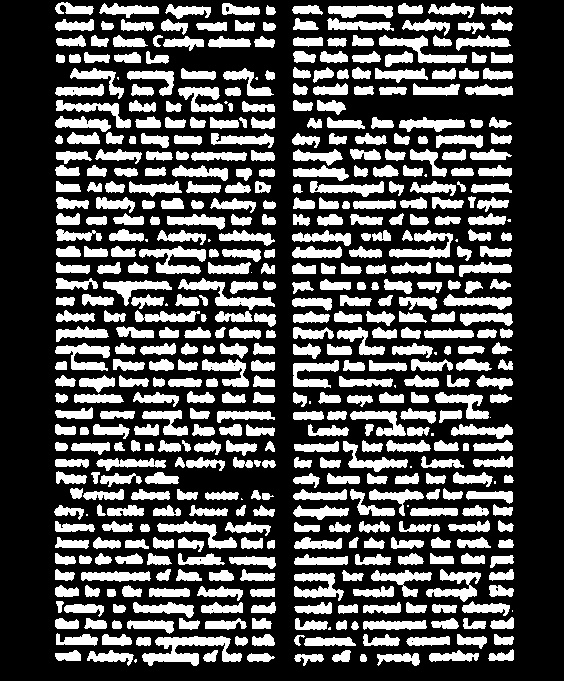 Chase Adoption Agency. Diana is
pleased to learn they want her to
work for them. Carolyn admits she
is in love with Lee.
Audrey, coming home early, is
accused by Jim of spying on him.
Swearing that he hasn't been
drinking, he tells her he hasn't had
a drink for a long time. Extremely
upset, Audrey tries to convince him
that she was not checking up on
him. At the hospital, Jessie asks Dr.
Steve Hardy to talk to Audrey to
find out what is troubling her. In
Steve's office, Audrey, sobbing,
tells him that everything is wrong at
home and she blames herself. At
Steve's suggestion, Audrey goes to
see Peter Taylor, Jim's therapist,
about her husband's drinking
problem. When she asks if there is
anything she could do to help Jim
at home, Peter tells her frankly that
she might have to remain as with Jim
to
would never accept her presence,
but is firmly told that Jim will have
to accept it. It is Jim's only hope. A
more optimistic Audrey leaves
Peter Taylor's office.
Worried about her sister, Au-
drey, Lucille asks Jessie if she
knows what is troubling Audrey.
Jessie does not, but they both feel it
has to do with Jim. Lucille, voicing
her resentment of Jim, tells Jessie
that he is the reason Audrey sent
Tommy to boarding school and
that Jim is ruining her sister's life.
Lucille finds an opportunity to talk
with Audrey, speaking of her con-
cern, suggesting that Audrey leave
Jim. Heartsore, Audrey says she
must see Jim through his problem.
She feels such guilt because he lost
his job at the hospital, and she fears
he could not save himself without
her help.
At home, Jim apologizes to Au-
drey for what he is putting her
through. With her help and under-
standing, he tells her, he can make
it. Encouraged by Audrey's support,
Jim has a session with Peter Taylor.
He tells Peter of his new under-
standing with Audrey, but is
deflated when reminded by Peter
that he has not solved his problem
yet, there is a long way to go. Ac-
cusing Peter of trying discourage
rather than help him, and ignoring
Peter's reply that the sessions are to
help him face reality, a now de-
pressed Jim leaves Peter's office. At
home, however, when Lee drops
by, Jim says that his therapy ses-
sions are coming along just fine.
Leslie Faulkner, although
warned by her friends that a search
for her daughter, Laura, would
only harm her and her family, is
obsessed by thoughts of her missing
daughter. When Cameron asks her
how she feels Laura would be
affected if she knew the truth, an
adamant Leslie tells him that just
seeing her daughter happy and
healthy would be enough. She
would not reveal her true identity.
Later, at a restaurant with Lee and
Cameron, Leslie cannot keep her
eyes off a young mother and